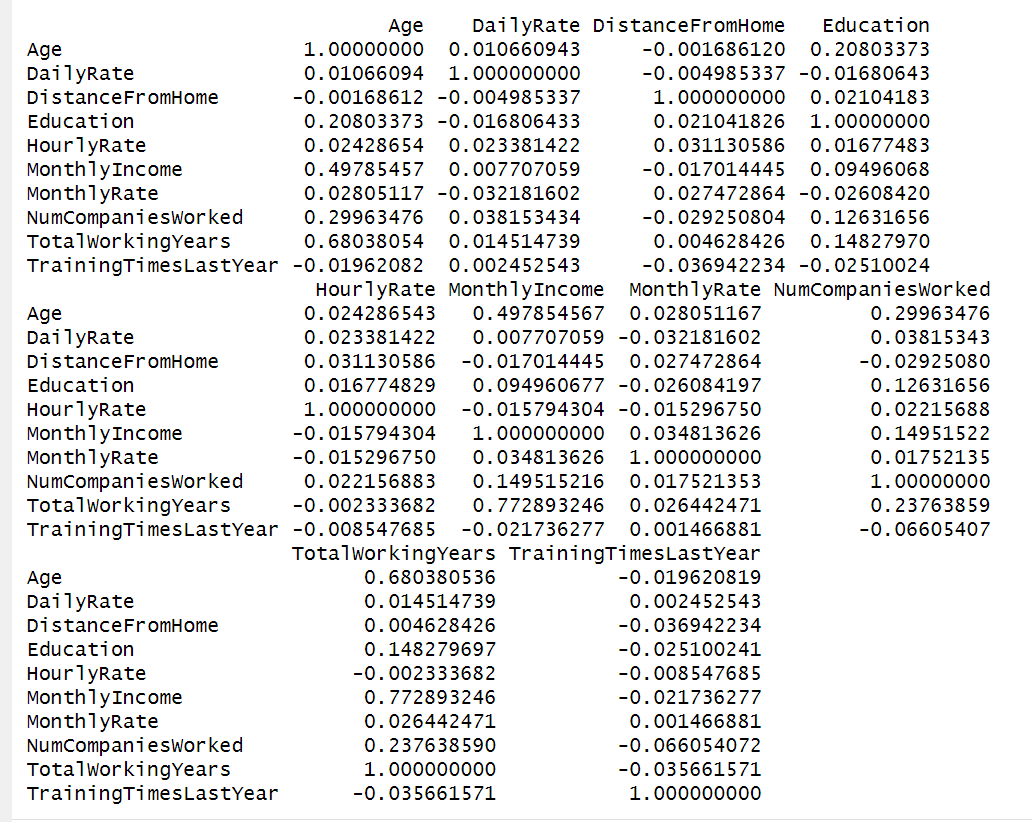 Age DailyRate DistanceFromHome Education
Age 1.00000000 0.010660943 -0.001686120 0.20803373
DailyRate 0.01066094 1.000000000 -0.004985337 -0.01680643
DistanceFromHome -0.00168612 -0.004985337 1.000000000 0.02104183
Education 0.20803373 -0.016806433 0.021041826 1.00000000
HourlyRate 0.02428654 0.023381422 0.031130586 0.01677483
MonthlyIncome 0.49785457 0.007707059 -0.017014445 0.09496068
MonthlyRate 0.02805117 -0.032181602 0.027472864 -0.02608420
NumCompaniesWorked 0.29963476 0.038153434 -0.029250804 0.12631656
TotalWorkingYears 0.68038054 0.014514739 0.004628426 0.14827970
TrainingTimesLastYear -0.01962082 0.002452543 -0.036942234 -0.02510024
HourlyRate MonthlyIncome MonthlyRate NumCompaniesWorked
Age 0.024286543 0.497854567 0.028051167 0.29963476
DailyRate 0.023381422 0.007707059 -0.032181602 0.03815343
DistanceFromHome 0.031130586 -0.017014445 0.027472864 -0.02925080
Education 0.016774829 0.094960677 -0.026084197 0.12631656
HourlyRate 1.000000000 -0.015794304 -0.015296750 0.02215688
MonthlyIncome -0.015794304 1.000000000 0.034813626 0.14951522
MonthlyRate -0.015296750 0.034813626 1.000000000 0.01752135
NumCompaniesWorked 0.022156883 0.149515216 0.017521353 1.00000000
TotalWorkingYears -0.002333682 0.772893246 0.026442471 0.23763859
TrainingTimesLastYear -0.008547685 -0.021736277 0.001466881 -0.06605407
TotalWorkingYears TrainingTimesLastYear
Age 0.680380536 -0.019620819
DailyRate 0.014514739 0.002452543
DistanceFromHome 0.004628426 -0.036942234
Education 0.148279697 -0.025100241
HourlyRate -0.002333682 -0.008547685
MonthlyIncome 0.772893246 -0.021736277
MonthlyRate 0.026442471 0.001466881
NumCompaniesWorked 0.237638590 -0.066054072
TotalWorkingYears 1.000000000 -0.035661571
TrainingTimesLastYear -0.035661571 1.000000000